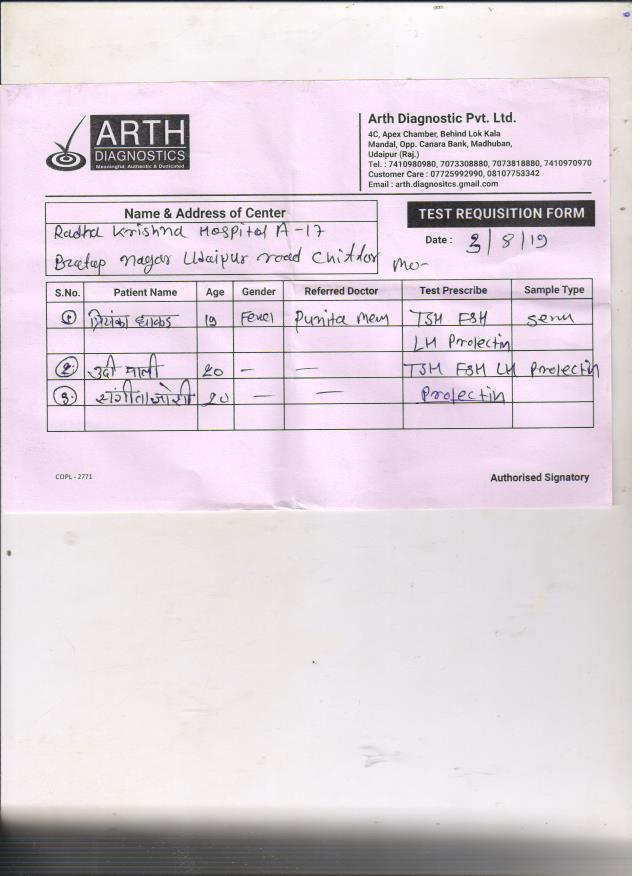 ARTH
DIAGNOSTICS
Meaningful, Authentic & Dedicated
Arth Diagnostic Pvt. Ltd.
4C, Apex Chamber, Behind Lok Kala
Mandal, Opp. Canara Bank, Madhuban,
Udaipur (Raj.)
Tel. : 7410980980, 7073308880, 7073818880, 7410970970
Customer Care : 07725992990, 08107753342
Email : arth.diagnositcs.gmail.com
Name & Address of Center
Radha Krishna Hospital A-17
Pratap nagar Udaipur road Chittor
TEST REQUISITION FORM
Date : 3/8/19
S.No. Patient Name Age Gender Referred Doctor Test Prescribe Sample Type
1 प्रियंका धाकड 19 Punita mem TSH FSH
LH Prolectin
2. उदी माली 20 - - TSH FSH LH Prolectin
3. संगीता जोशी 20 - - Prolectin
COPL - 2771
Authorised Signatory